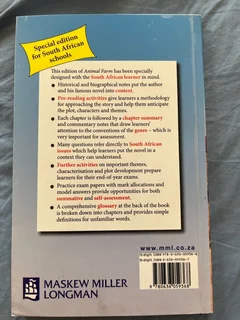 Special edition
for South African
schools
This edition of Animal Farm has been specially
designed with the South African learner in mind.
• Historical and biographical notes put the author
and his famous novel into context.
• Pre-reading activities give learners a methodology
for approaching the story and help them anticipate
the plot, characters and themes.
• Each chapter is followed by a chapter summary
and commentary notes that draw learners'
attention to the conventions of the genre – which is
very important for assessment.
• Many questions refer directly to South African
issues which help learners put the novel in a
context they can understand.
• Further activities on important themes,
characterisation and plot development prepare
learners for their end-of-year exams.
• Practice exam papers with mark allocations and
model answers provide opportunities for both
summative and self-assessment.
• A comprehensive glossary at the back of the
book is broken down into chapters and provides simple
definitions for unfamiliar words.
www.mml.co.za
MASKEW MILLER
LONGMAN
9 780636 059368